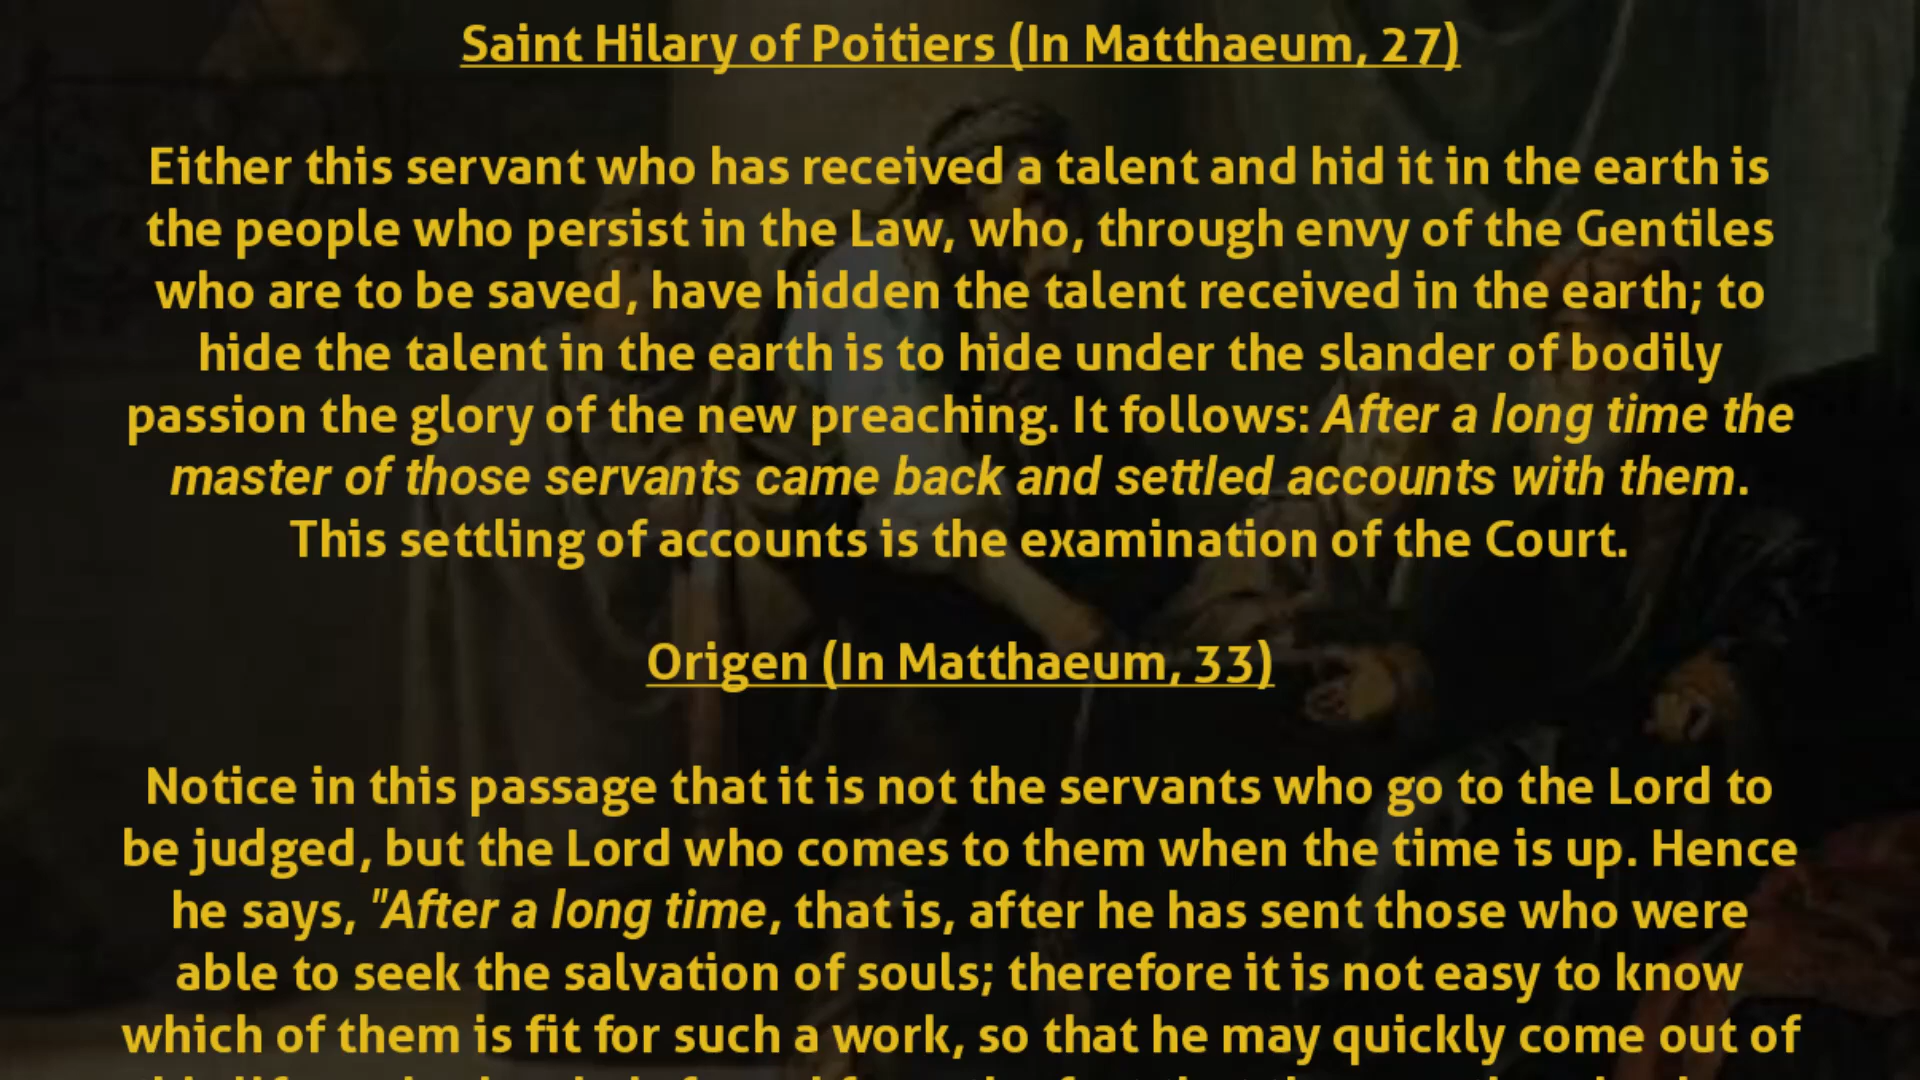 Saint Hilary of Poitiers (In Matthaeum, 27)
Either this servant who has received a talent and hid it in the earth is
the people who persist in the Law, who, through envy of the Gentiles
who are to be saved, have hidden the talent received in the earth; to
hide the talent in the earth is to hide under the slander of bodily
passion the glory of the new preaching. It follows: After a long time the
master of those servants came back and settled accounts with them.
This settling of accounts is the examination of the Court.
Origen (In Matthaeum, 33)
Notice in this passage that it is not the servants who go to the Lord to
be judged, but the Lord who comes to them when the time is up. Hence
he says, "After a long time, that is, after he has sent those who were
able to seek the salvation of souls; therefore it is not easy to know
which of them is fit for such a work, so that he may quickly come out of